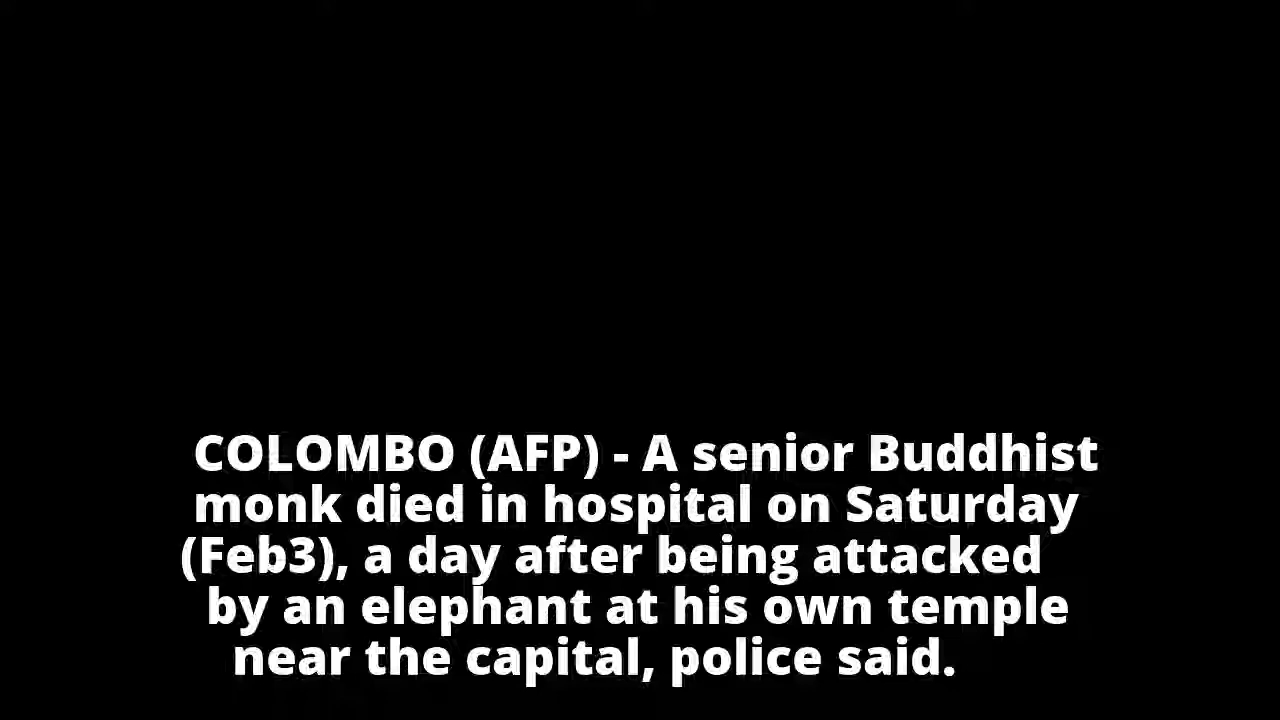 COLOMBO (AFP) - A senior Buddhist
monk died in hospital on Saturday
(Feb3), a day after being attacked
by an elephant at his own temple
near the capital, police said.